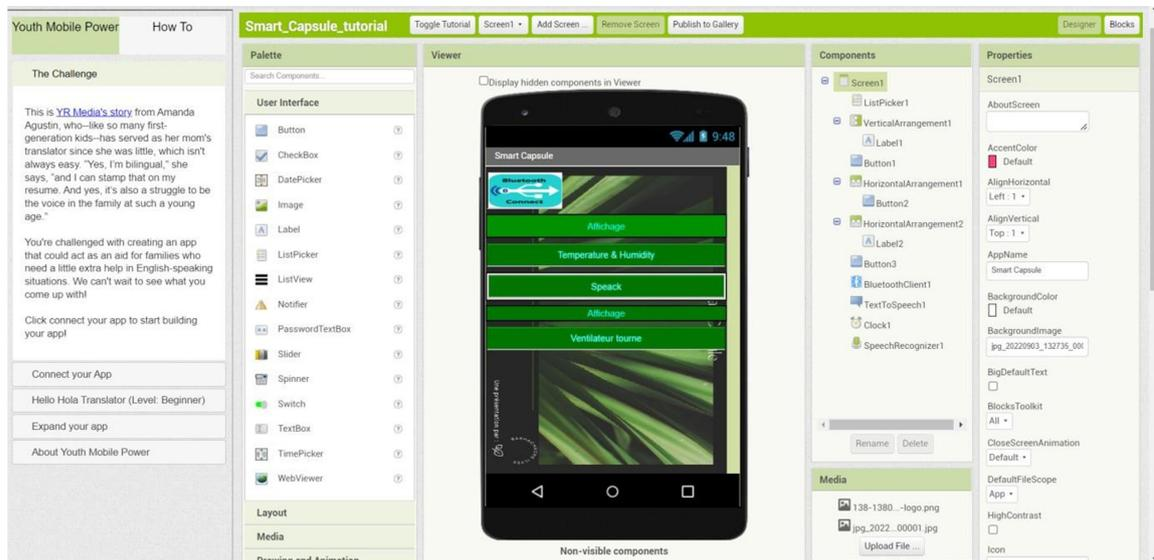 Youth Mobile Power
How To
The Challenge
This is YR Media's story from Amanda
Agustin, who--like so many first-
generation kids--has served as her mom's
translator since she was little, which isn't
always easy. "Yes, I'm bilingual," she
says, "and I can stamp that on my
resume. And yes, it's also a struggle to be
the voice in the family at such a young
age."
You're challenged with creating an app
that could act as an aid for families who
need a little extra help in English-speaking
situations. We can't wait to see what you
come up with!
Click connect your app to start building
your app!
Connect your App
Hello Hola Translator (Level: Beginner)
Expand your app
About Youth Mobile Power
Smart_Capsule_tutorial
Toggle Tutorial
Screen1
Add Screen ...
Remove Screen
Publish to Gallery
Designer
Blocks
Palette
Search Components...
User Interface
Button
CheckBox
DatePicker
Image
Label
ListPicker
ListView
Notifier
PasswordTextBox
Slider
Spinner
Switch
TextBox
TimePicker
WebViewer
Layout
Media
Drawing and Animation
Viewer
Display hidden components in Viewer
9:48
Smart Capsule
Bluetooth
Connect
Affichage
Temperature & Humidity
Speack
Affichage
Ventilateur tourne
Une présentation par :
Non-visible components
Components
Screen1
ListPicker1
VerticalArrangement1
Label1
Button1
HorizontalArrangement1
Button2
HorizontalArrangement2
Label2
Button3
BluetoothClient1
TextToSpeech1
Clock1
SpeechRecognizer1
Rename
Delete
Media
138-1380...-logo.png
jpg_2022...00001.jpg
Upload File ...
Properties
Screen1
AboutScreen
AccentColor
Default
AlignHorizontal
Left : 1
AlignVertical
Top : 1
AppName
Smart Capsule
BackgroundColor
Default
BackgroundImage
jpg_20220903_132735_00(
BigDefaultText
BlocksToolkit
All
CloseScreenAnimation
Default
DefaultFileScope
App
HighContrast
Icon